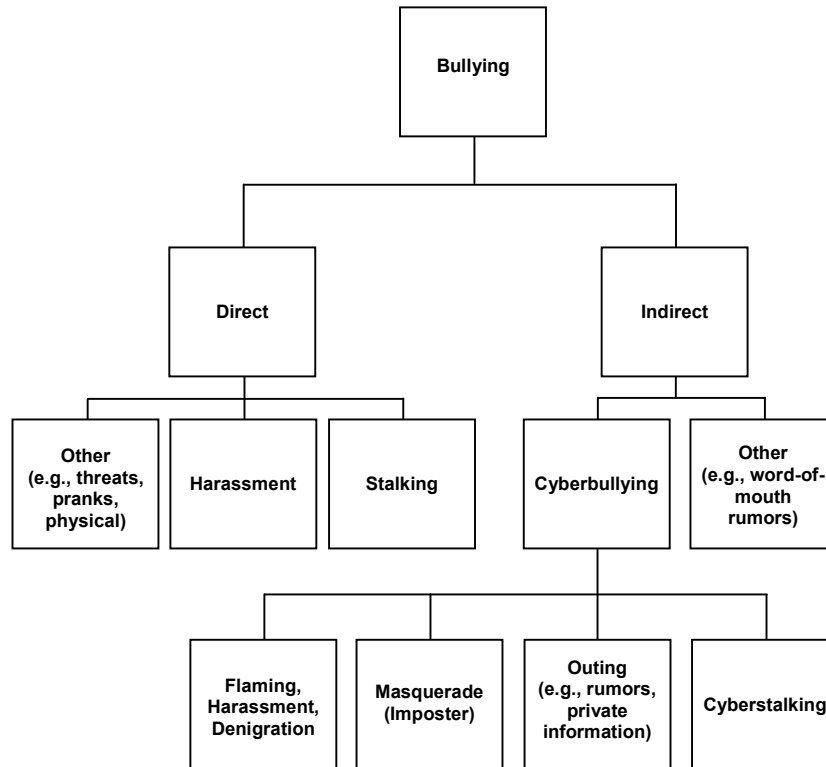 Bullying
Direct
Indirect
Other
(e.g., threats,
pranks,
physical)
Harassment
Stalking
Cyberbullying
Other
(e.g., word-of-
mouth
rumors)
Flaming,
Harassment,
Denigration
Masquerade
(Imposter)
Outing
(e.g., rumors,
private
information)
Cyberstalking